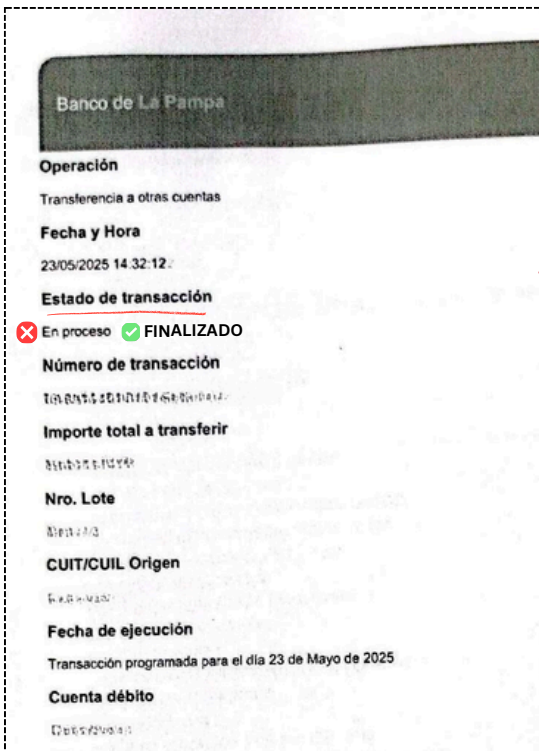 Banco de La Pampa
Operación
Transferencia a otras cuentas
Fecha y Hora
23/05/2025 14:32:12
Estado de transacción
En proceso FINALIZADO
Número de transacción
Importe total a transferir
Nro. Lote
CUIT/CUIL Origen
Fecha de ejecución
Transacción programada para el día 23 de Mayo de 2025
Cuenta débito